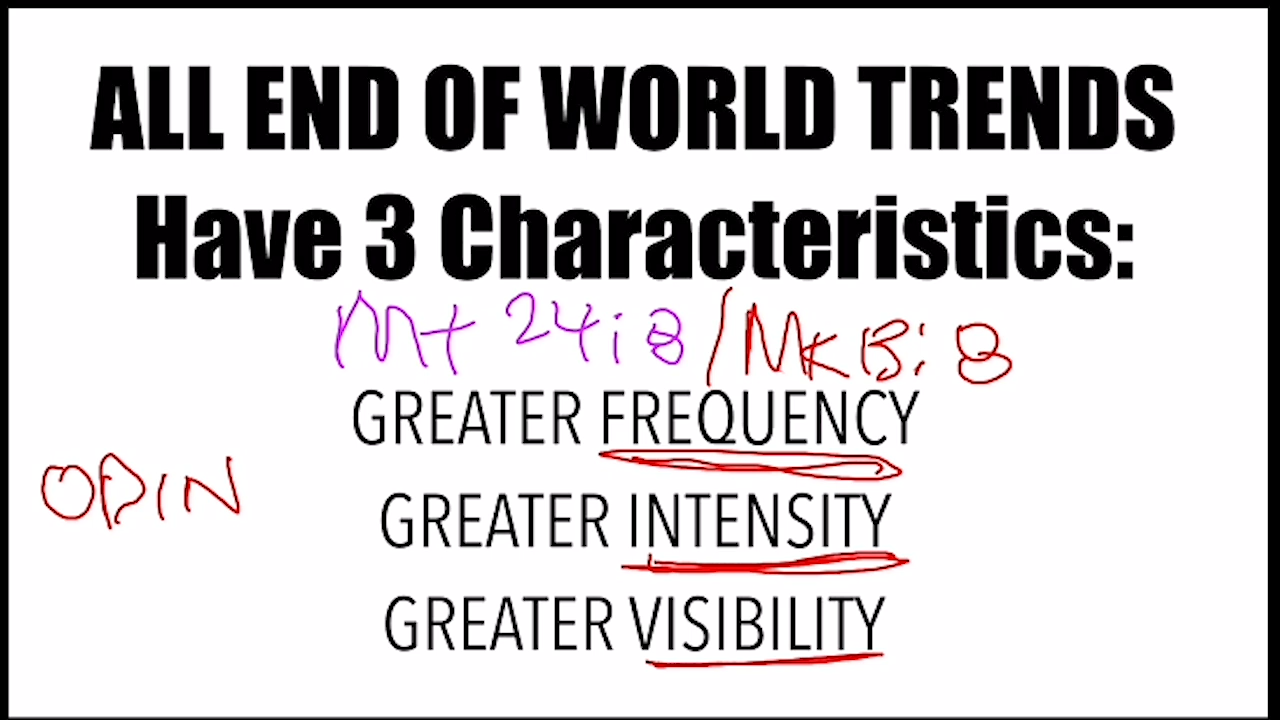 ALL END OF WORLD TRENDS
Have 3 Characteristics:
Mt 24:8 / Mk 13:8
GREATER FREQUENCY
ODIN
GREATER INTENSITY
GREATER VISIBILITY